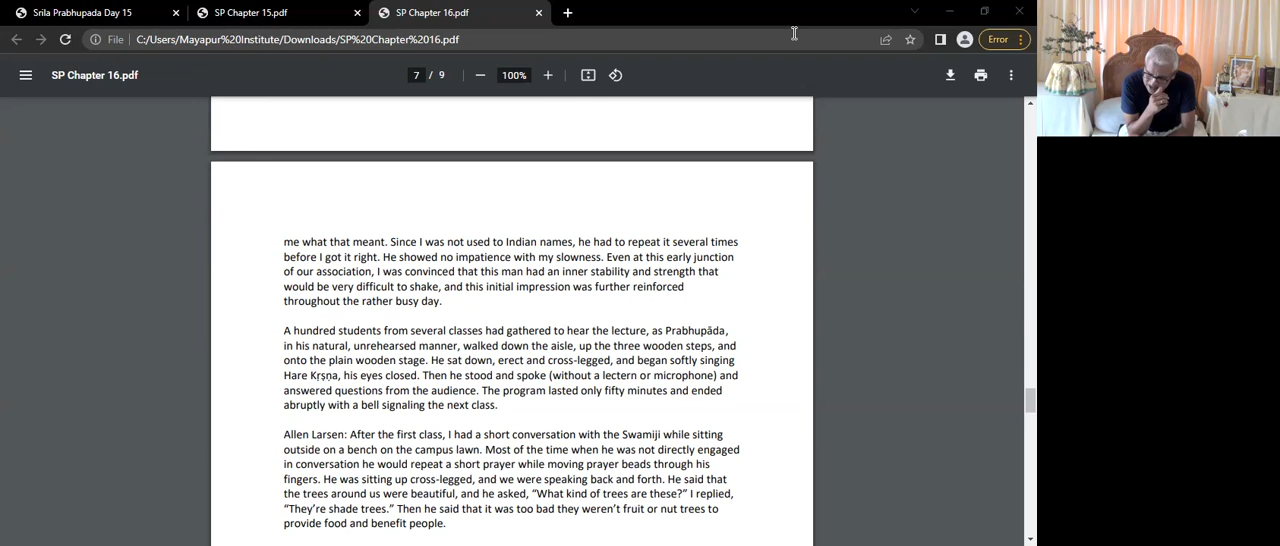 Srila Prabhupada Day 15
SP Chapter 15.pdf
SP Chapter 16.pdf
File
C:/Users/Mayapur%20Institute/Downloads/SP%20Chapter%2016.pdf
Error
SP Chapter 16.pdf
7 / 9
100%
me what that meant. Since I was not used to Indian names, he had to repeat it several times
before I got it right. He showed no impatience with my slowness. Even at this early junction
of our association, I was convinced that this man had an inner stability and strength that
would be very difficult to shake, and this initial impression was further reinforced
throughout the rather busy day.
A hundred students from several classes had gathered to hear the lecture, as Prabhupāda,
in his natural, unrehearsed manner, walked down the aisle, up the three wooden steps, and
onto the plain wooden stage. He sat down, erect and cross-legged, and began softly singing
Hare Kṛṣṇa, his eyes closed. Then he stood and spoke (without a lectern or microphone) and
answered questions from the audience. The program lasted only fifty minutes and ended
abruptly with a bell signaling the next class.
Allen Larsen: After the first class, I had a short conversation with the Swamiji while sitting
outside on a bench on the campus lawn. Most of the time when he was not directly engaged
in conversation he would repeat a short prayer while moving prayer beads through his
fingers. He was sitting up cross-legged, and we were speaking back and forth. He said that
the trees around us were beautiful, and he asked, “What kind of trees are these?” I replied,
“They’re shade trees.” Then he said that it was too bad they weren’t fruit or nut trees to
provide food and benefit people.